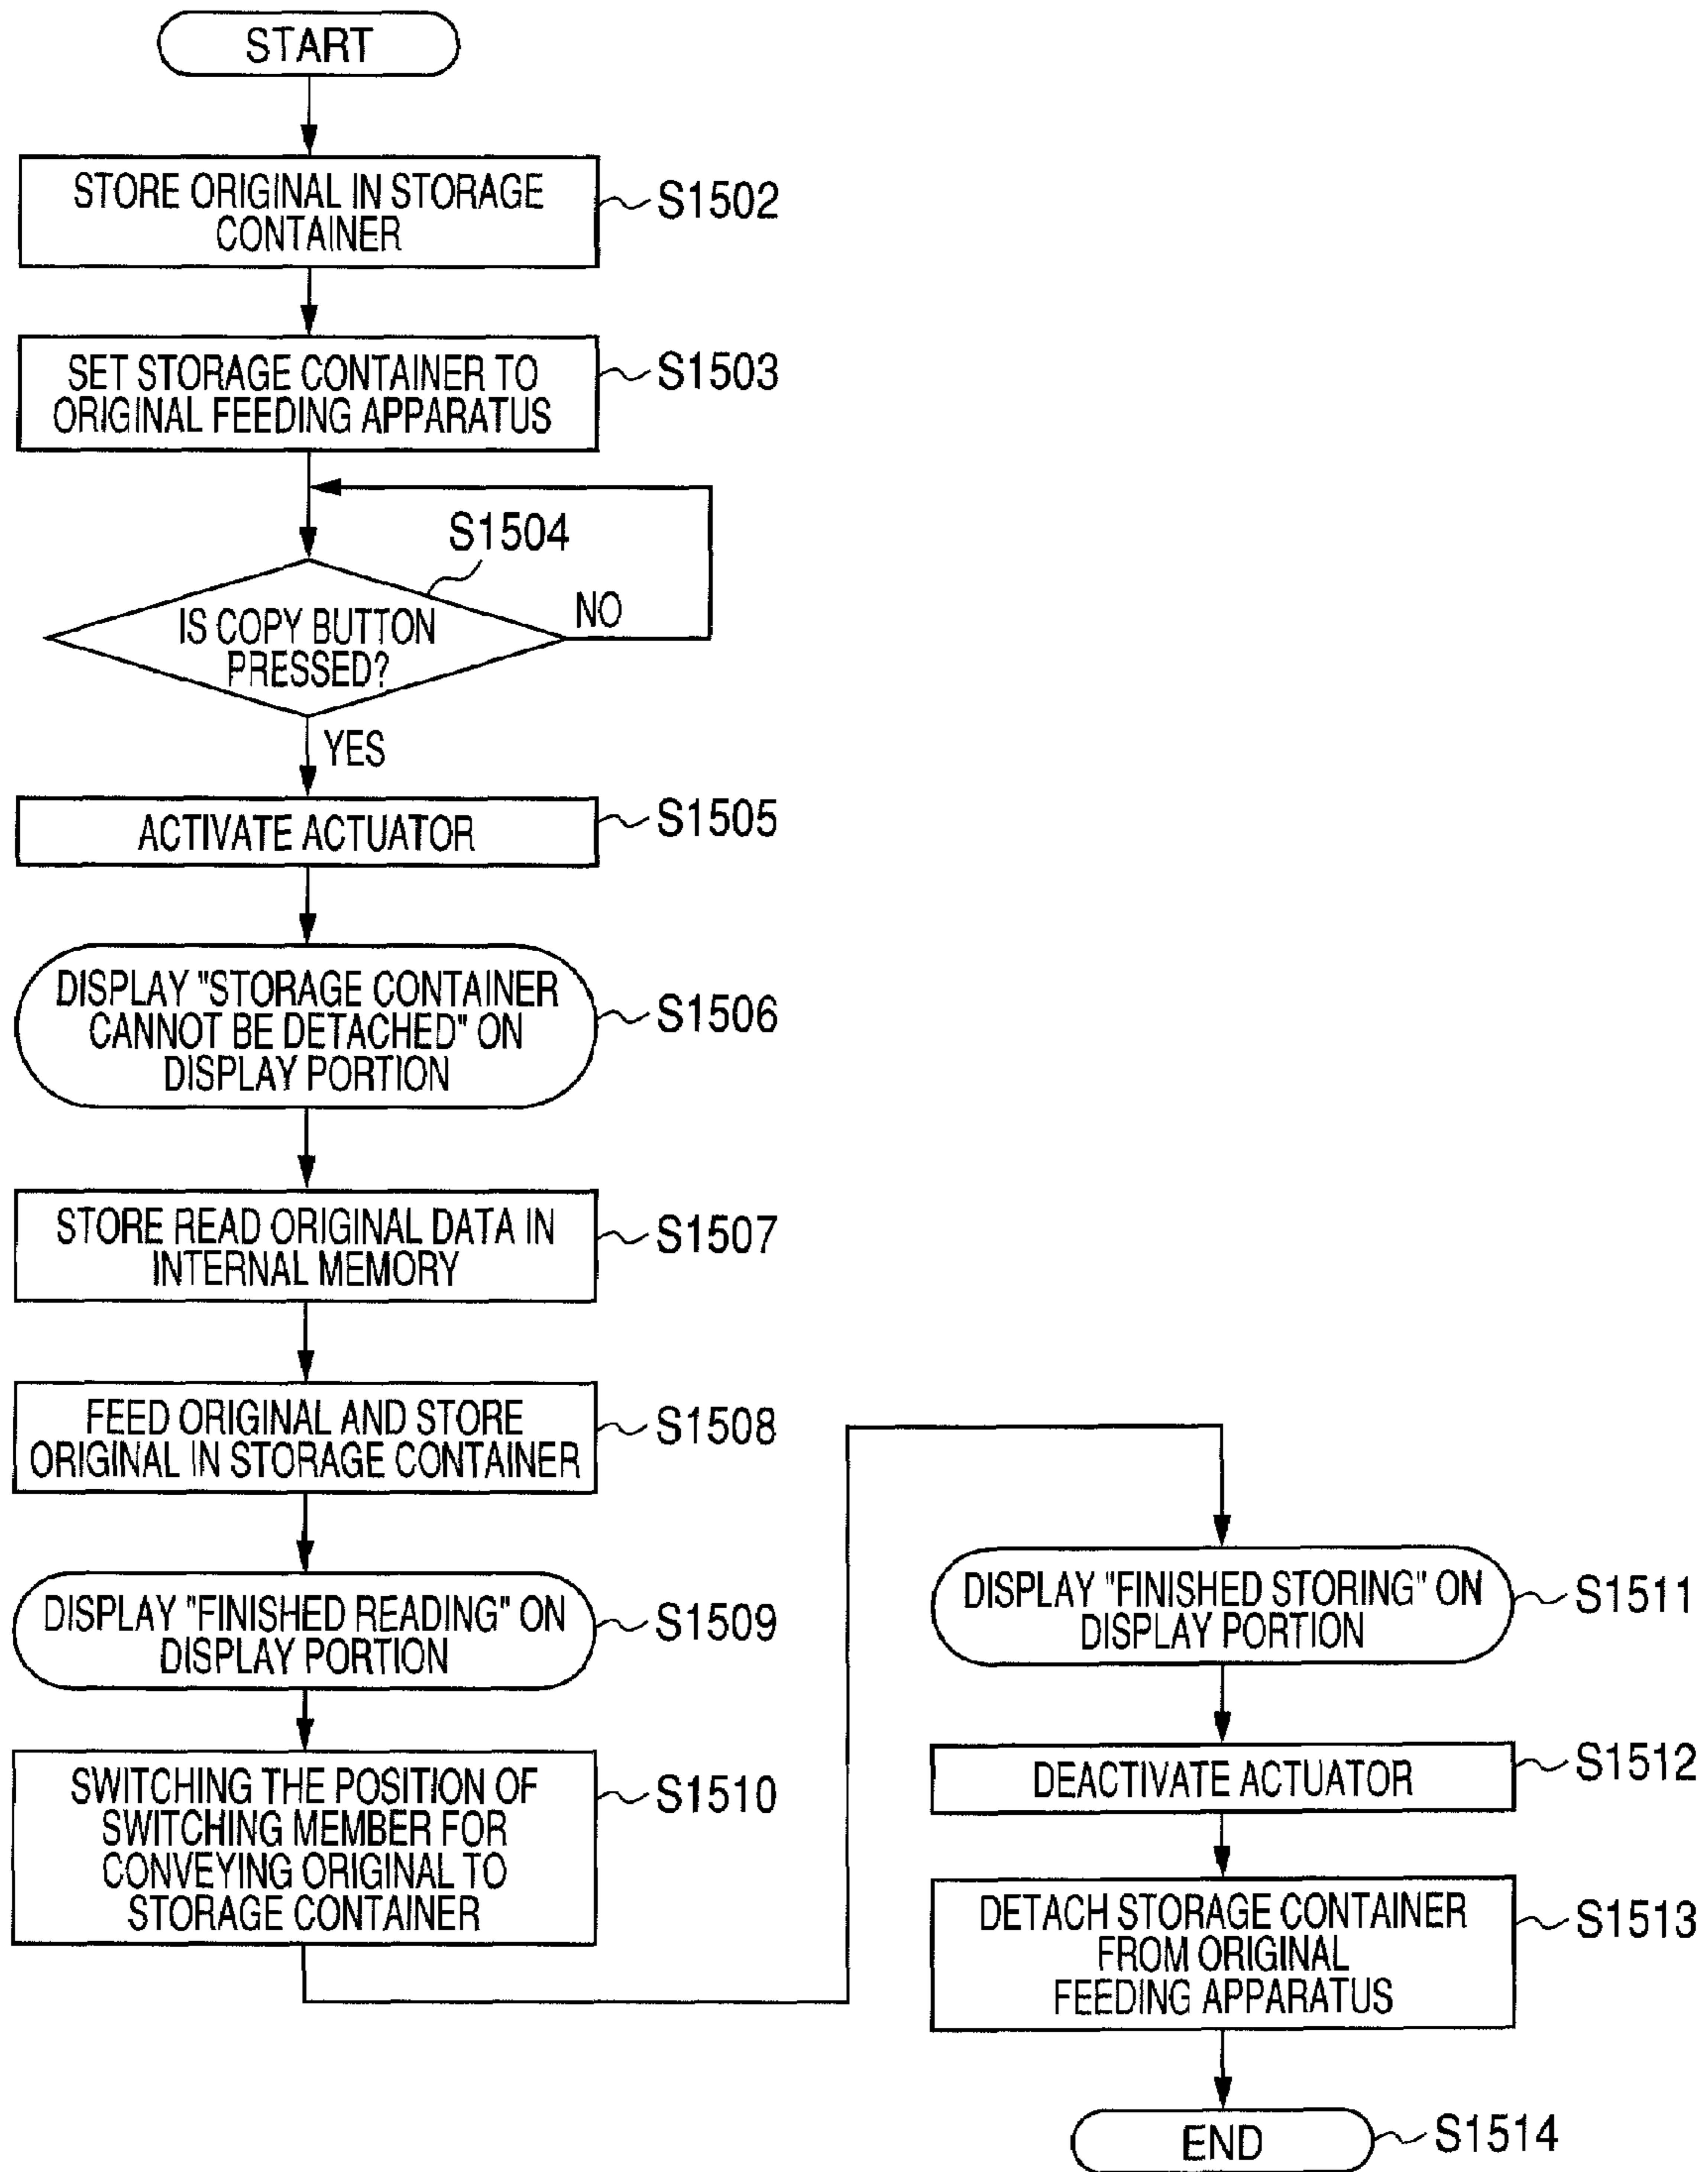 START
STORE ORIGINAL IN STORAGE
CONTAINER
S1502
SET STORAGE CONTAINER TO
ORIGINAL FEEDING APPARATUS
S1503
S1504
IS COPY BUTTON
PRESSED?
NO
YES
ACTIVATE ACTUATOR
S1505
DISPLAY "STORAGE CONTAINER
CANNOT BE DETACHED" ON
DISPLAY PORTION
S1506
STORE READ ORIGINAL DATA IN
INTERNAL MEMORY
S1507
FEED ORIGINAL AND STORE
ORIGINAL IN STORAGE CONTAINER
S1508
DISPLAY "FINISHED READING" ON
DISPLAY PORTION
S1509
SWITCHING THE POSITION OF
SWITCHING MEMBER FOR
CONVEYING ORIGINAL TO
STORAGE CONTAINER
S1510
DISPLAY "FINISHED STORING" ON
DISPLAY PORTION
S1511
DEACTIVATE ACTUATOR
S1512
DETACH STORAGE CONTAINER
FROM ORIGINAL
FEEDING APPARATUS
S1513
END
S1514